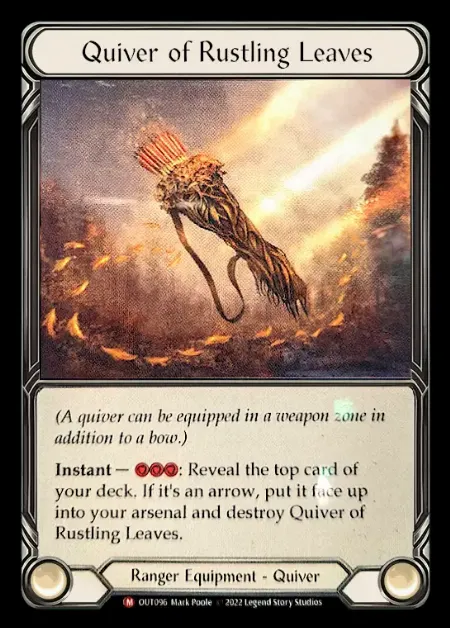 Quiver of Rustling Leaves
(A quiver can be equipped in a weapon zone in
addition to a bow.)
Instant — : Reveal the top card of
your deck. If it's an arrow, put it face up
into your arsenal and destroy Quiver of
Rustling Leaves.
Ranger Equipment - Quiver
M OUT096 Mark Poole © 2022 Legend Story Studios